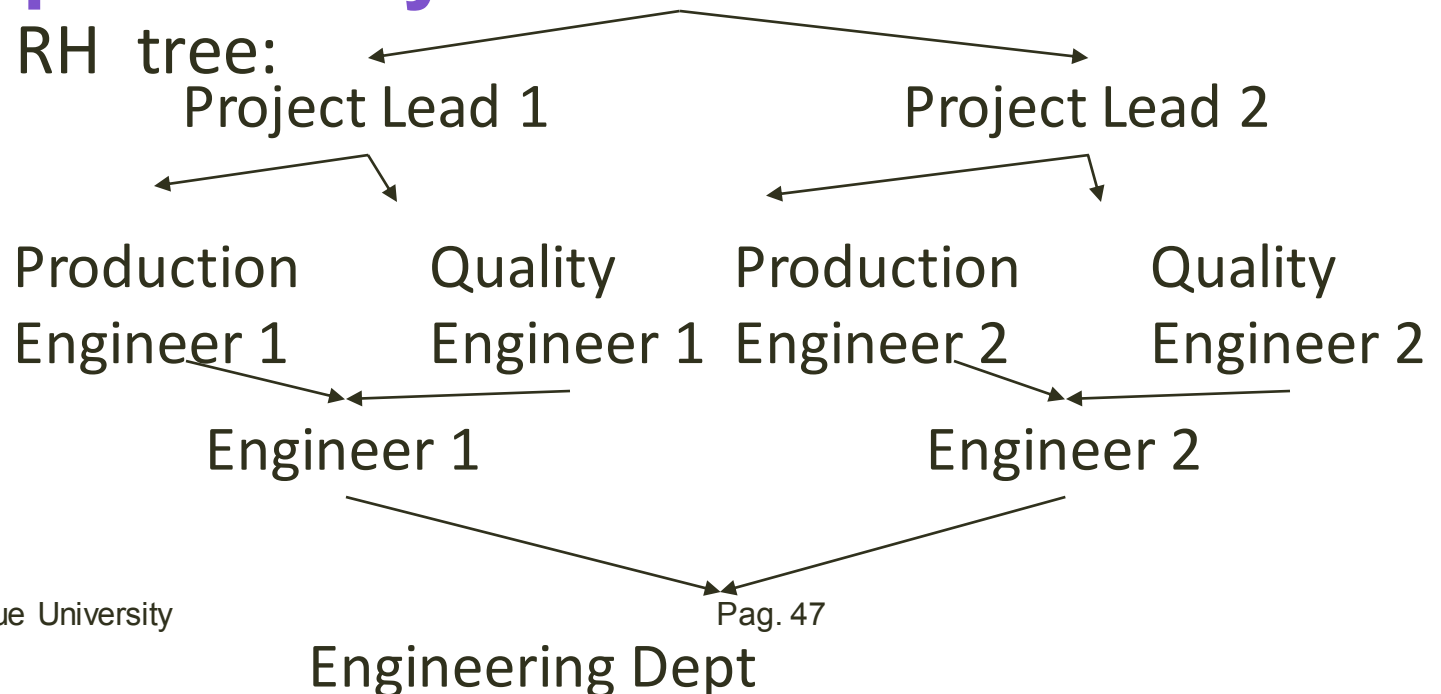 RH tree:
Project Lead 1 Project Lead 2
Production Quality Production Quality
Engineer 1 Engineer 1 Engineer 2 Engineer 2
Engineer 1 Engineer 2
University Pag. 47
Engineering Dept